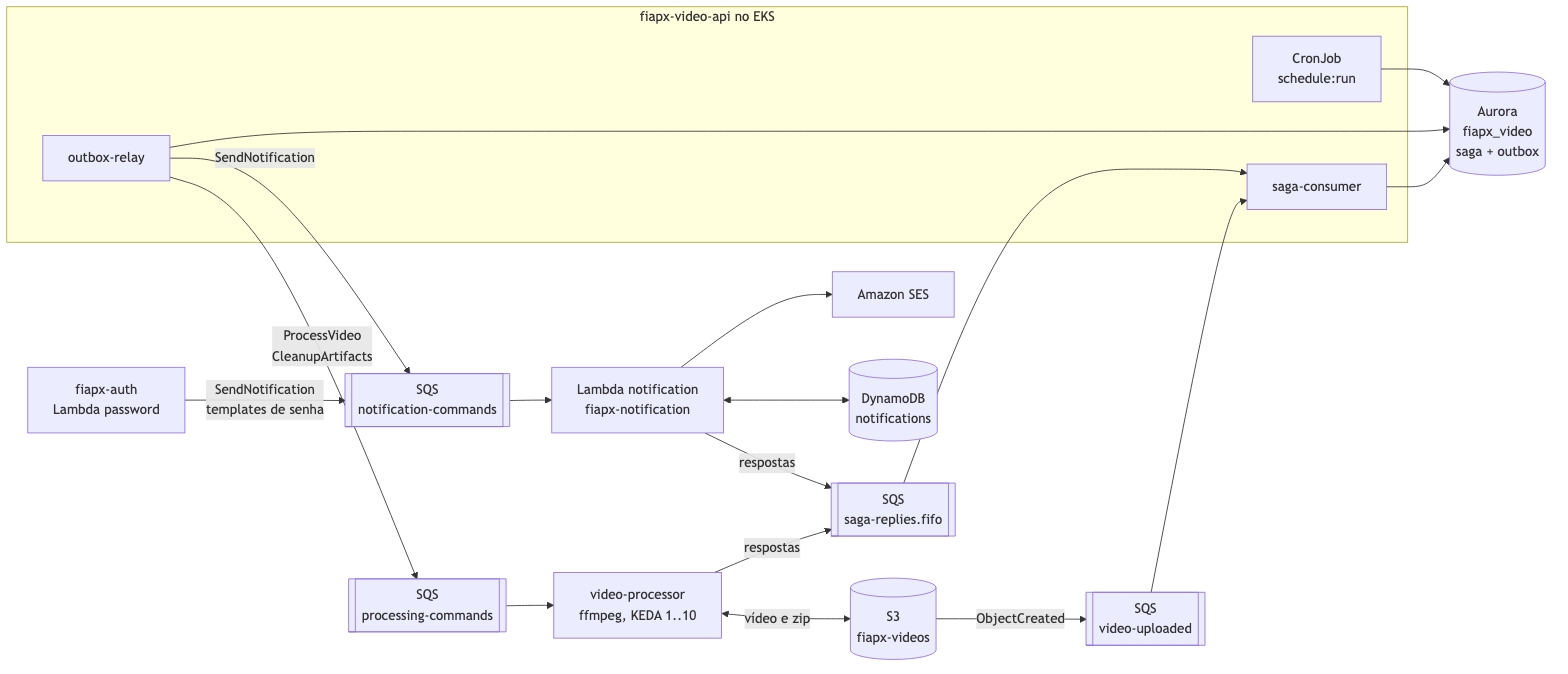 fiapx-video-api no EKS
CronJob
schedule:run
Aurora
fiapx_video
saga + outbox
outbox-relay
SendNotification
saga-consumer
Amazon SES
ProcessVideo
CleanupArtifacts
fiapx-auth
Lambda password
SendNotification
templates de senha
SQS
notification-commands
Lambda notification
fiapx-notification
DynamoDB
notifications
respostas
SQS
saga-replies.fifo
respostas
SQS
processing-commands
video-processor
ffmpeg, KEDA 1..10
vídeo e zip
S3
fiapx-videos
ObjectCreated
SQS
video-uploaded